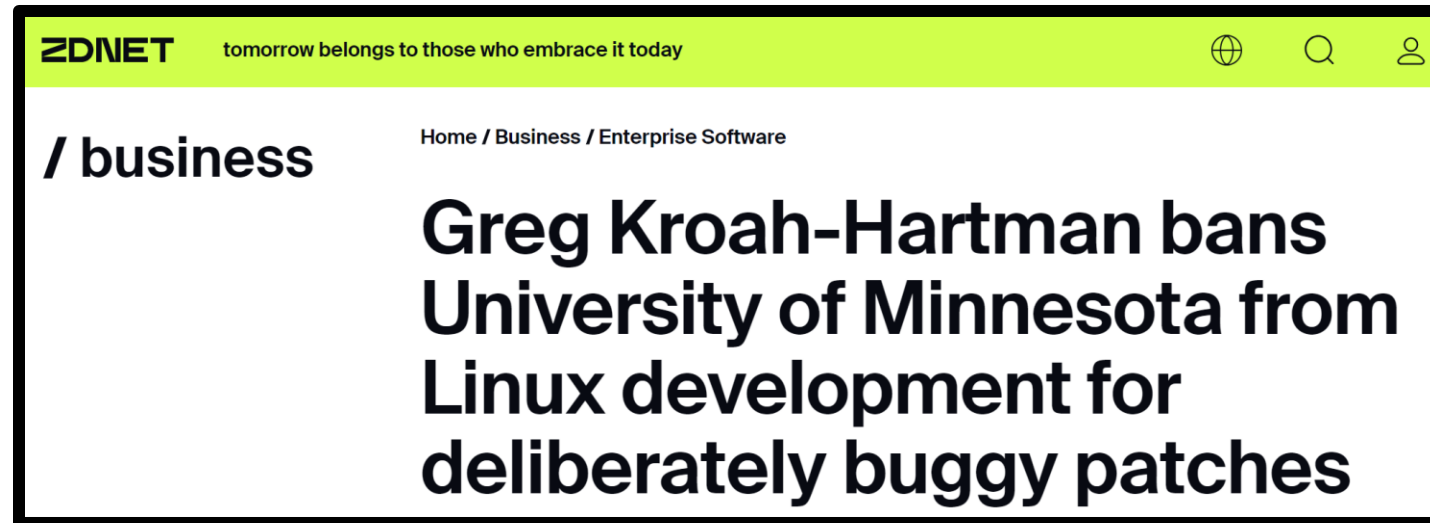 ZDNET tomorrow belongs to those who embrace it today
/ business
Home / Business / Enterprise Software
Greg Kroah-Hartman bans
University of Minnesota from
Linux development for
deliberately buggy patches